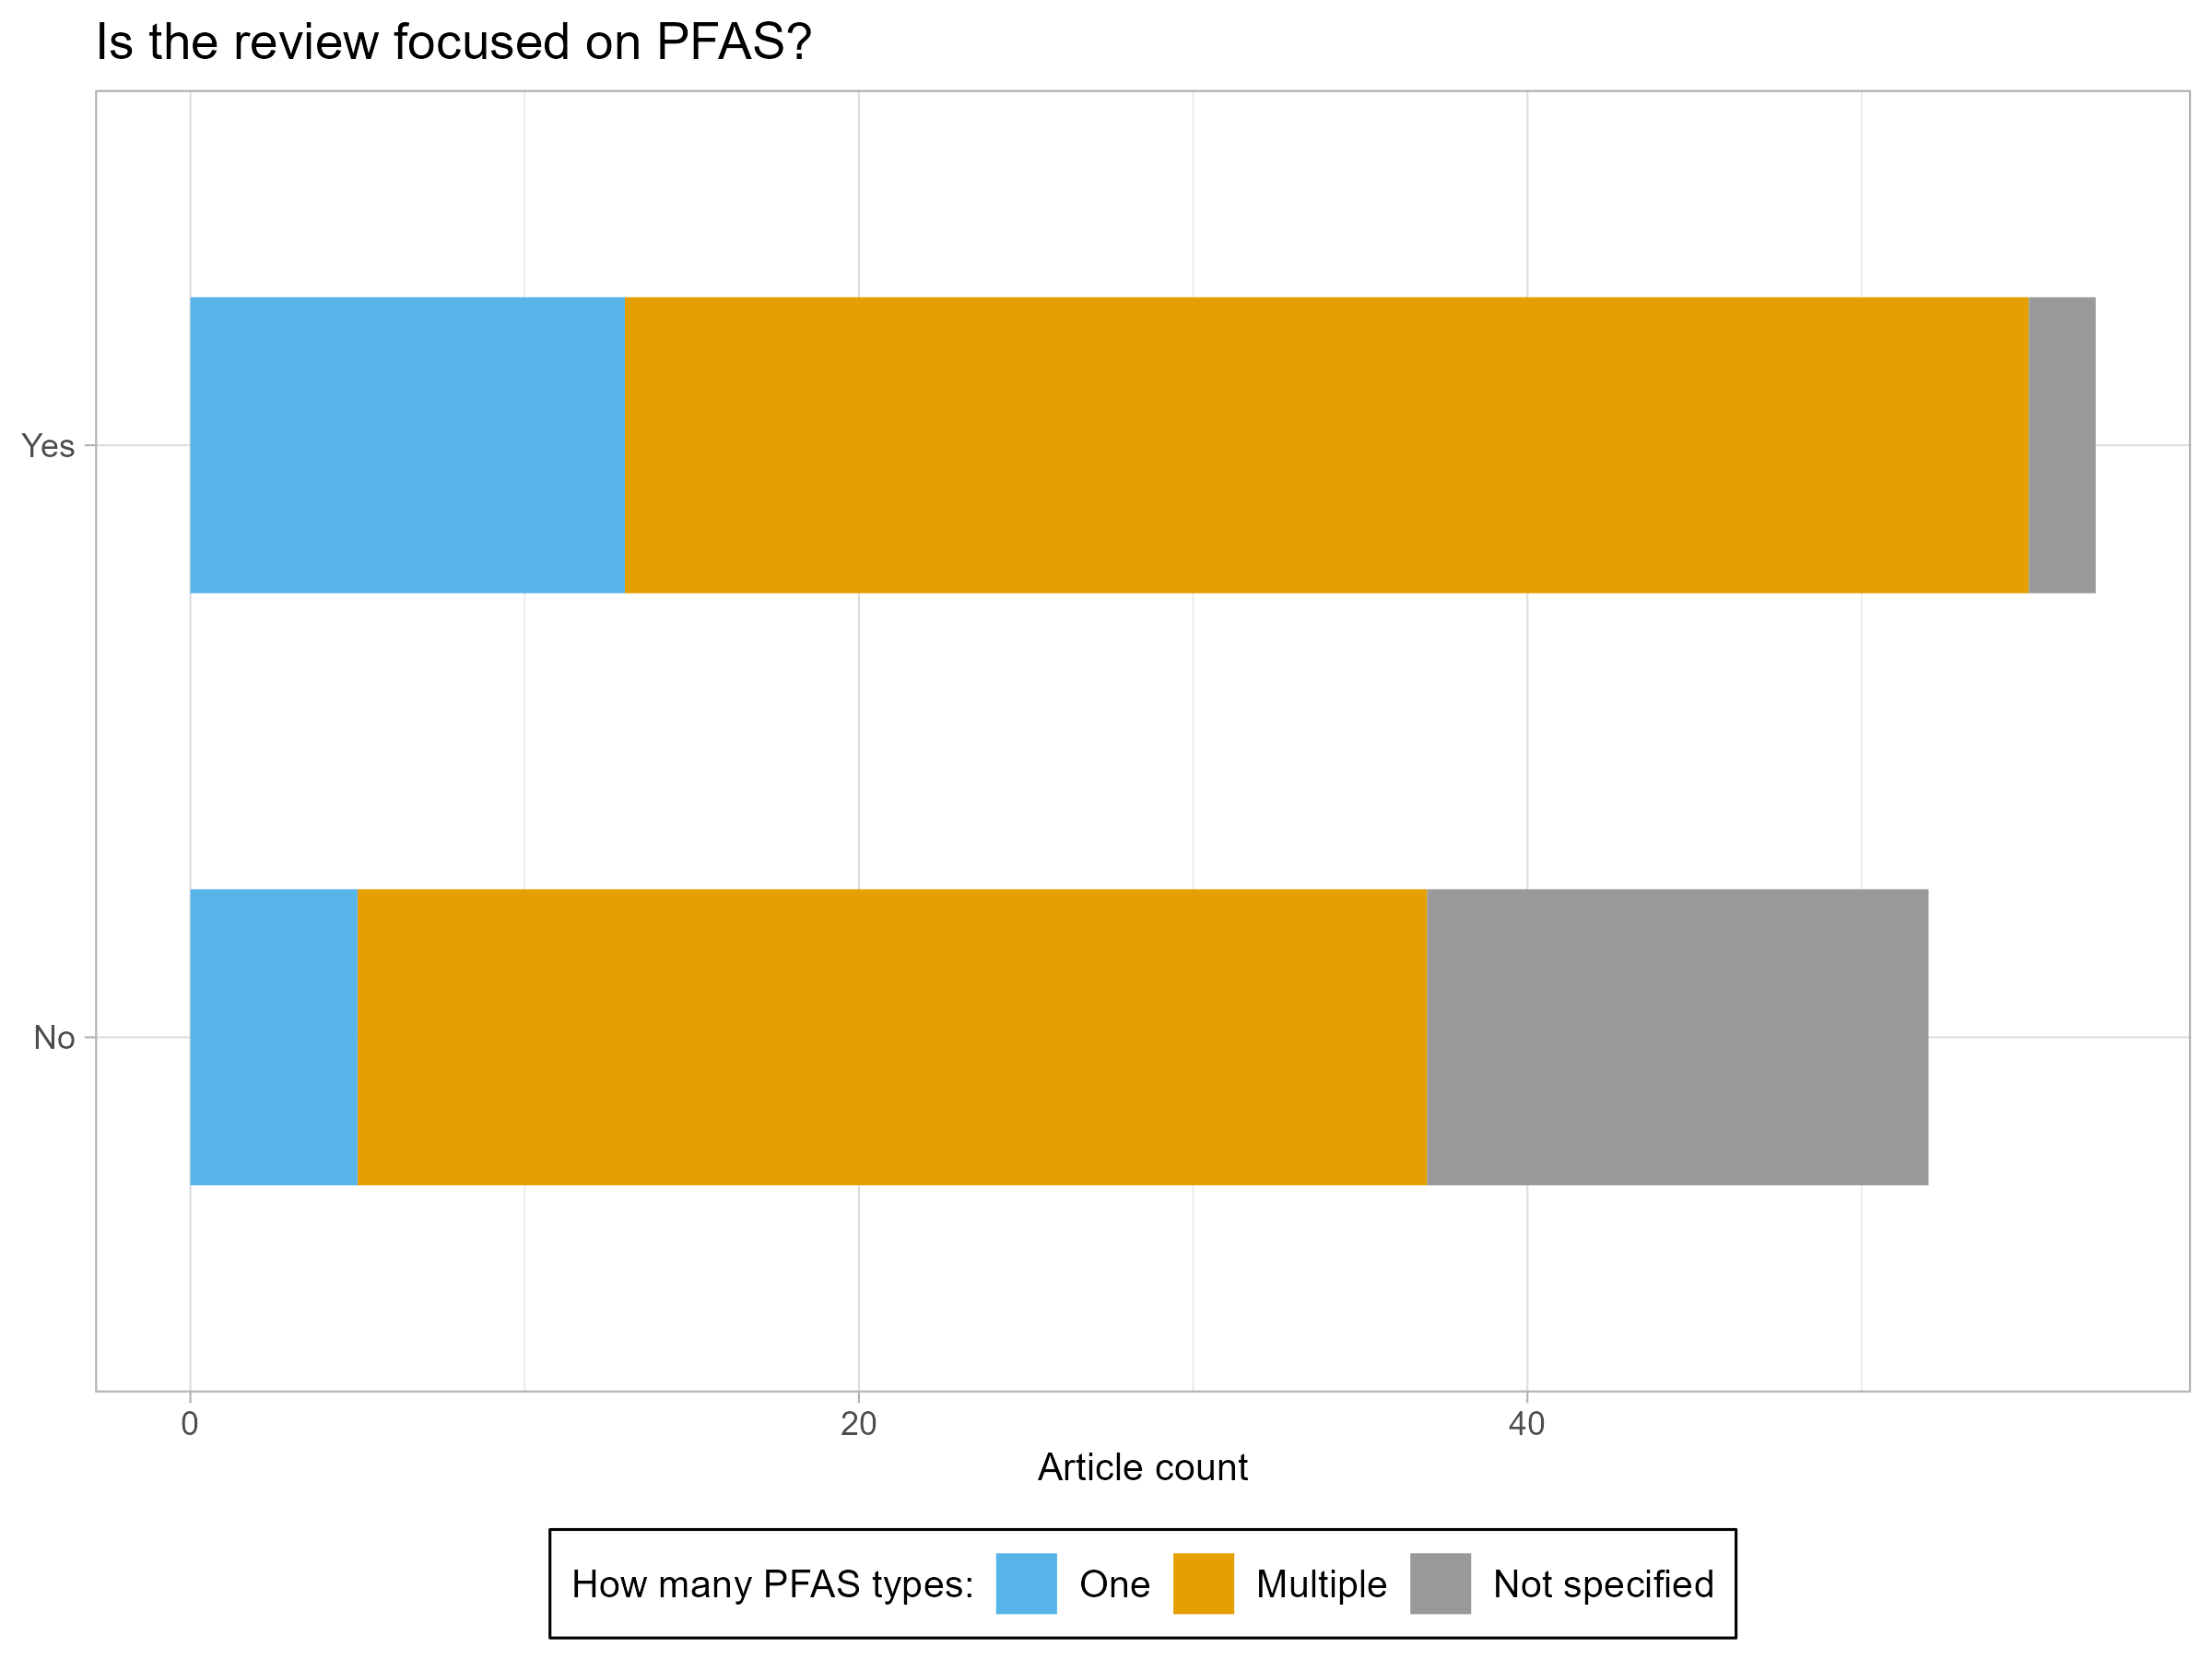 Is the review focused on PFAS?
Yes
No
0 20 40
Article count
How many PFAS types: One Multiple Not specified